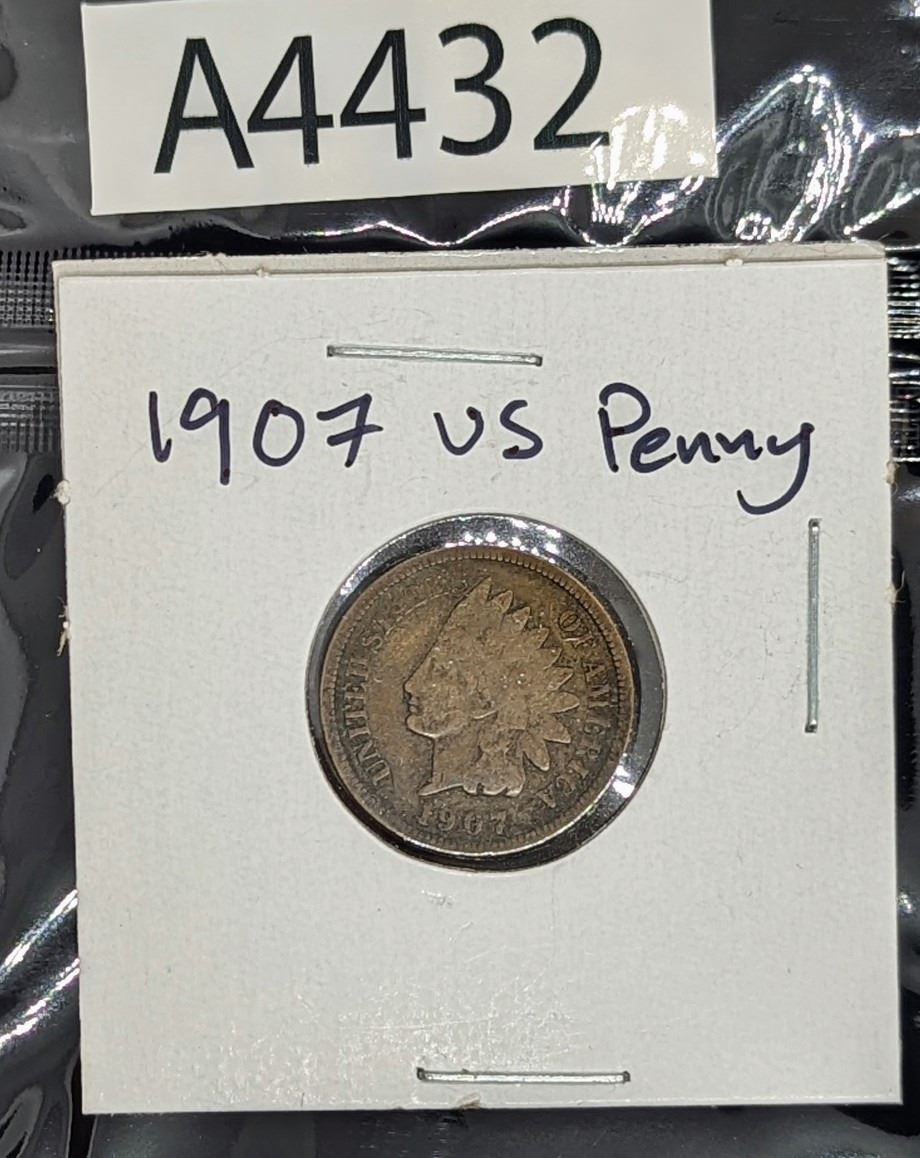 A4432
1907 US Penny
UNITED STATES OF AMERICA
1907